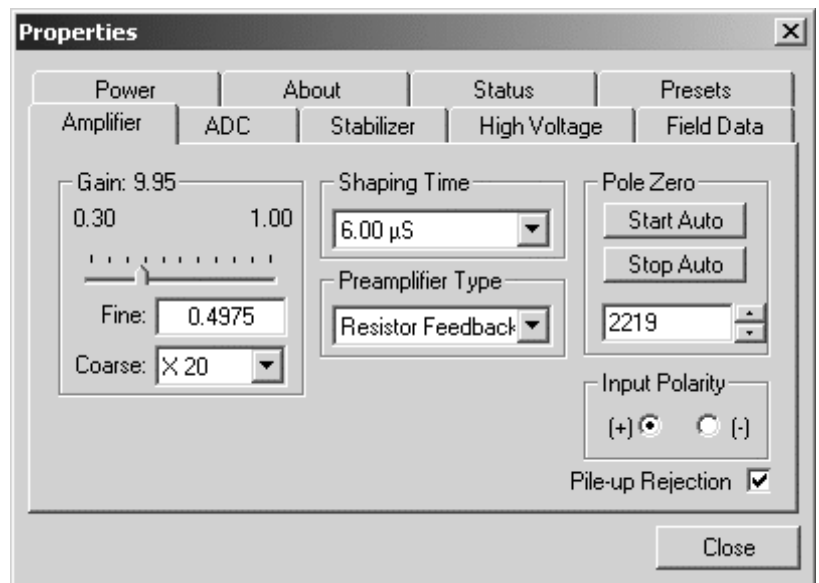 Properties
Power About Status Presets
Amplifier ADC Stabilizer High Voltage Field Data
Gain: 9.95
0.30 1.00
Fine: 0.4975
Coarse: X 20
Shaping Time
6.00 µS
Preamplifier Type
Resistor Feedback
Pole Zero
Start Auto
Stop Auto
2219
Input Polarity
(+) (-)
Pile-up Rejection
Close